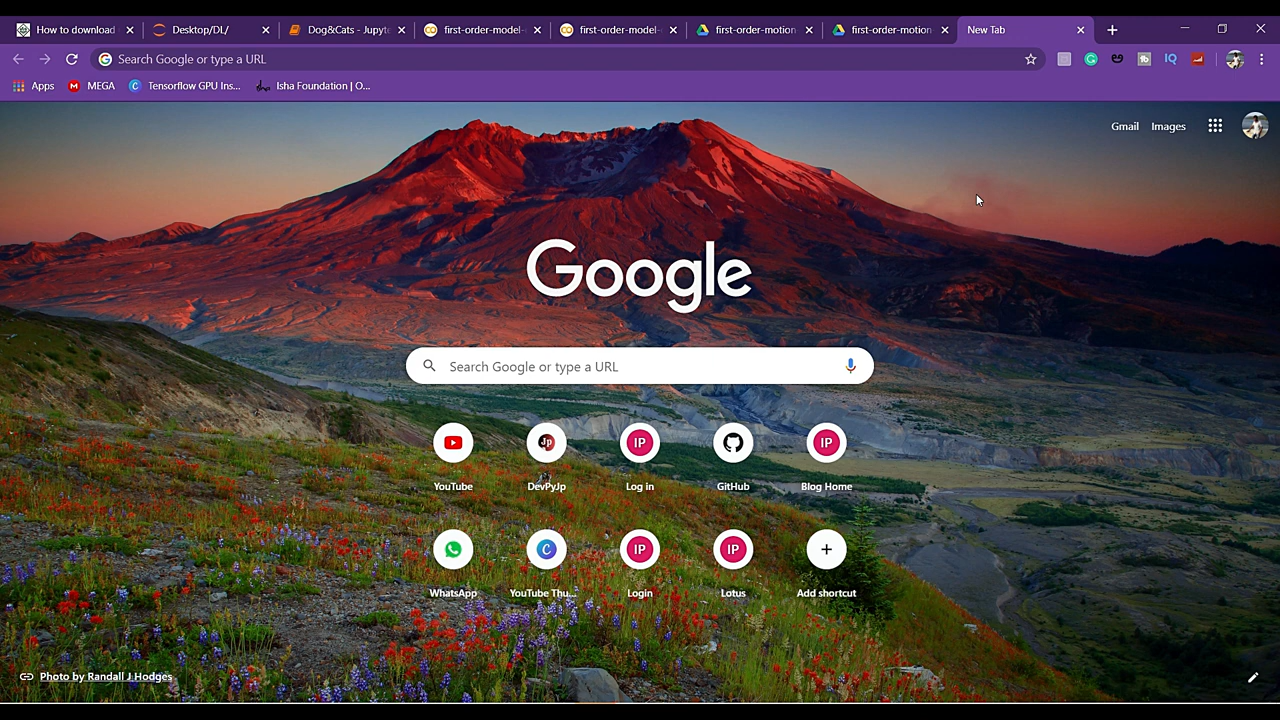 How to download
Desktop/DL/
Dog&Cats - Jupyte
first-order-model-
first-order-model-
first-order-motion
first-order-motion
New Tab
Search Google or type a URL
Apps
MEGA
Tensorflow GPU Ins...
Isha Foundation | O...
Gmail
Images
Google
Search Google or type a URL
YouTube
DevPyJp
Log in
GitHub
Blog Home
WhatsApp
YouTube Thu...
Login
Lotus
Add shortcut
Photo by Randall J Hodges